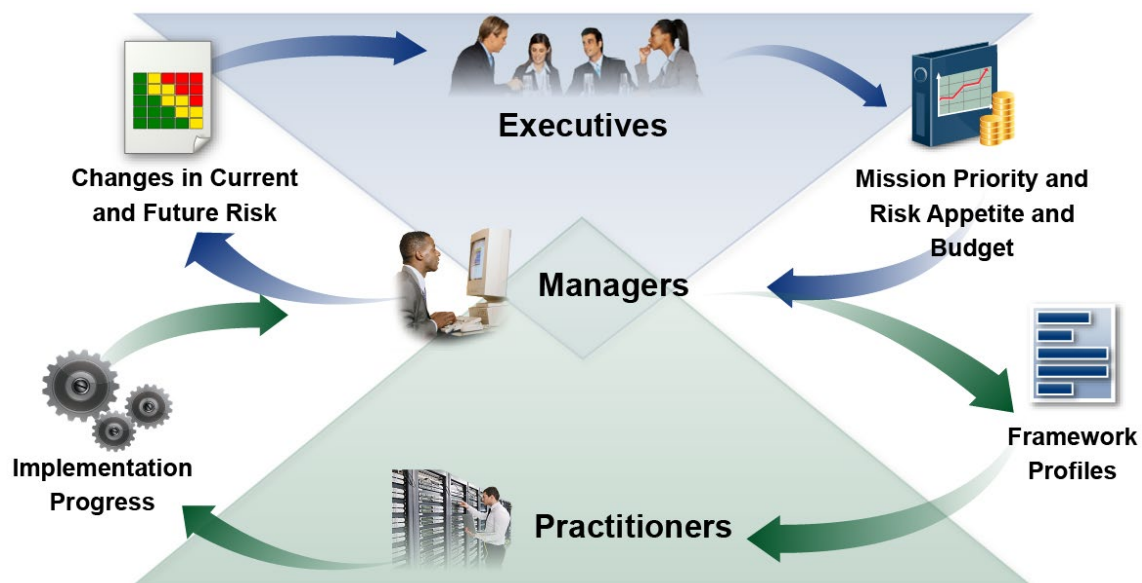 Executives
Changes in Current
and Future Risk
Mission Priority and
Risk Appetite and
Budget
Managers
Implementation
Progress
Framework
Profiles
Practitioners